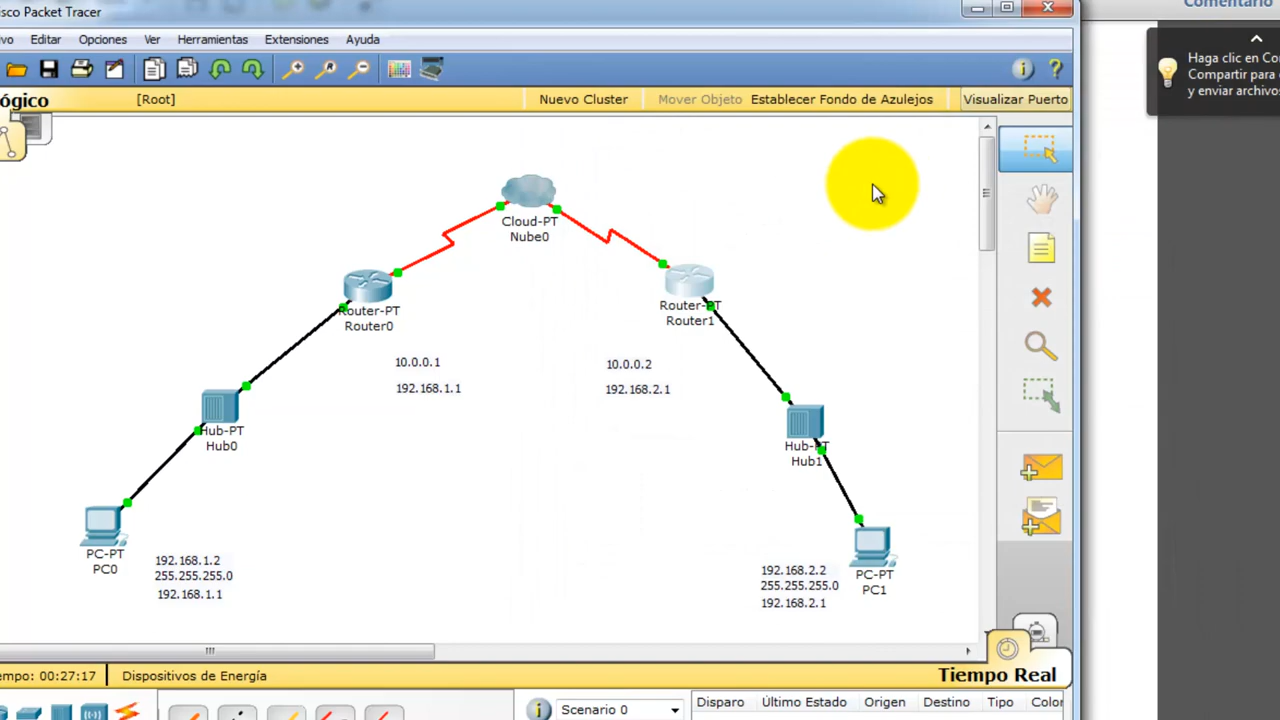 sco Packet Tracer
Comentario
Haga clic en Co
Compartir para
y enviar archivos
vo Editar Opciones Ver Herramientas Extensiones Ayuda
ógico [Root] Nuevo Cluster Mover Objeto Establecer Fondo de Azulejos Visualizar Puerto
Cloud-PT
Nube0
Router-PT
Router0
Router-PT
Router1
10.0.0.1
192.168.1.1
10.0.0.2
192.168.2.1
Hub-PT
Hub0
Hub-PT
Hub1
PC-PT
PC0
192.168.1.2
255.255.255.0
192.168.1.1
192.168.2.2
255.255.255.0
192.168.2.1
PC-PT
PC1
empo: 00:27:17 Dispositivos de Energía Tiempo Real
Scenario 0 Disparo Último Estado Origen Destino Tipo Color